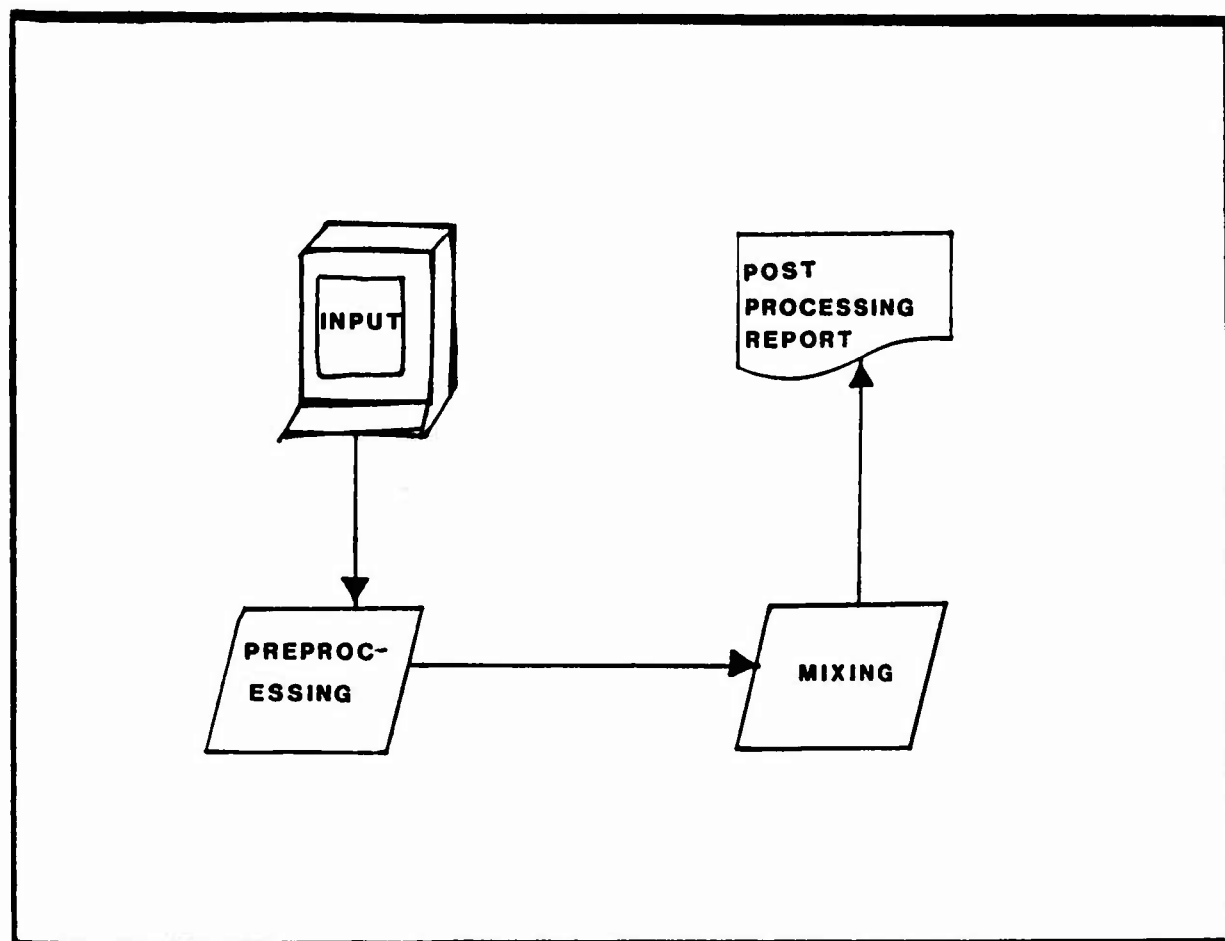 INPUT
POST
PROCESSING
REPORT
PREPROC-
ESSING
MIXING